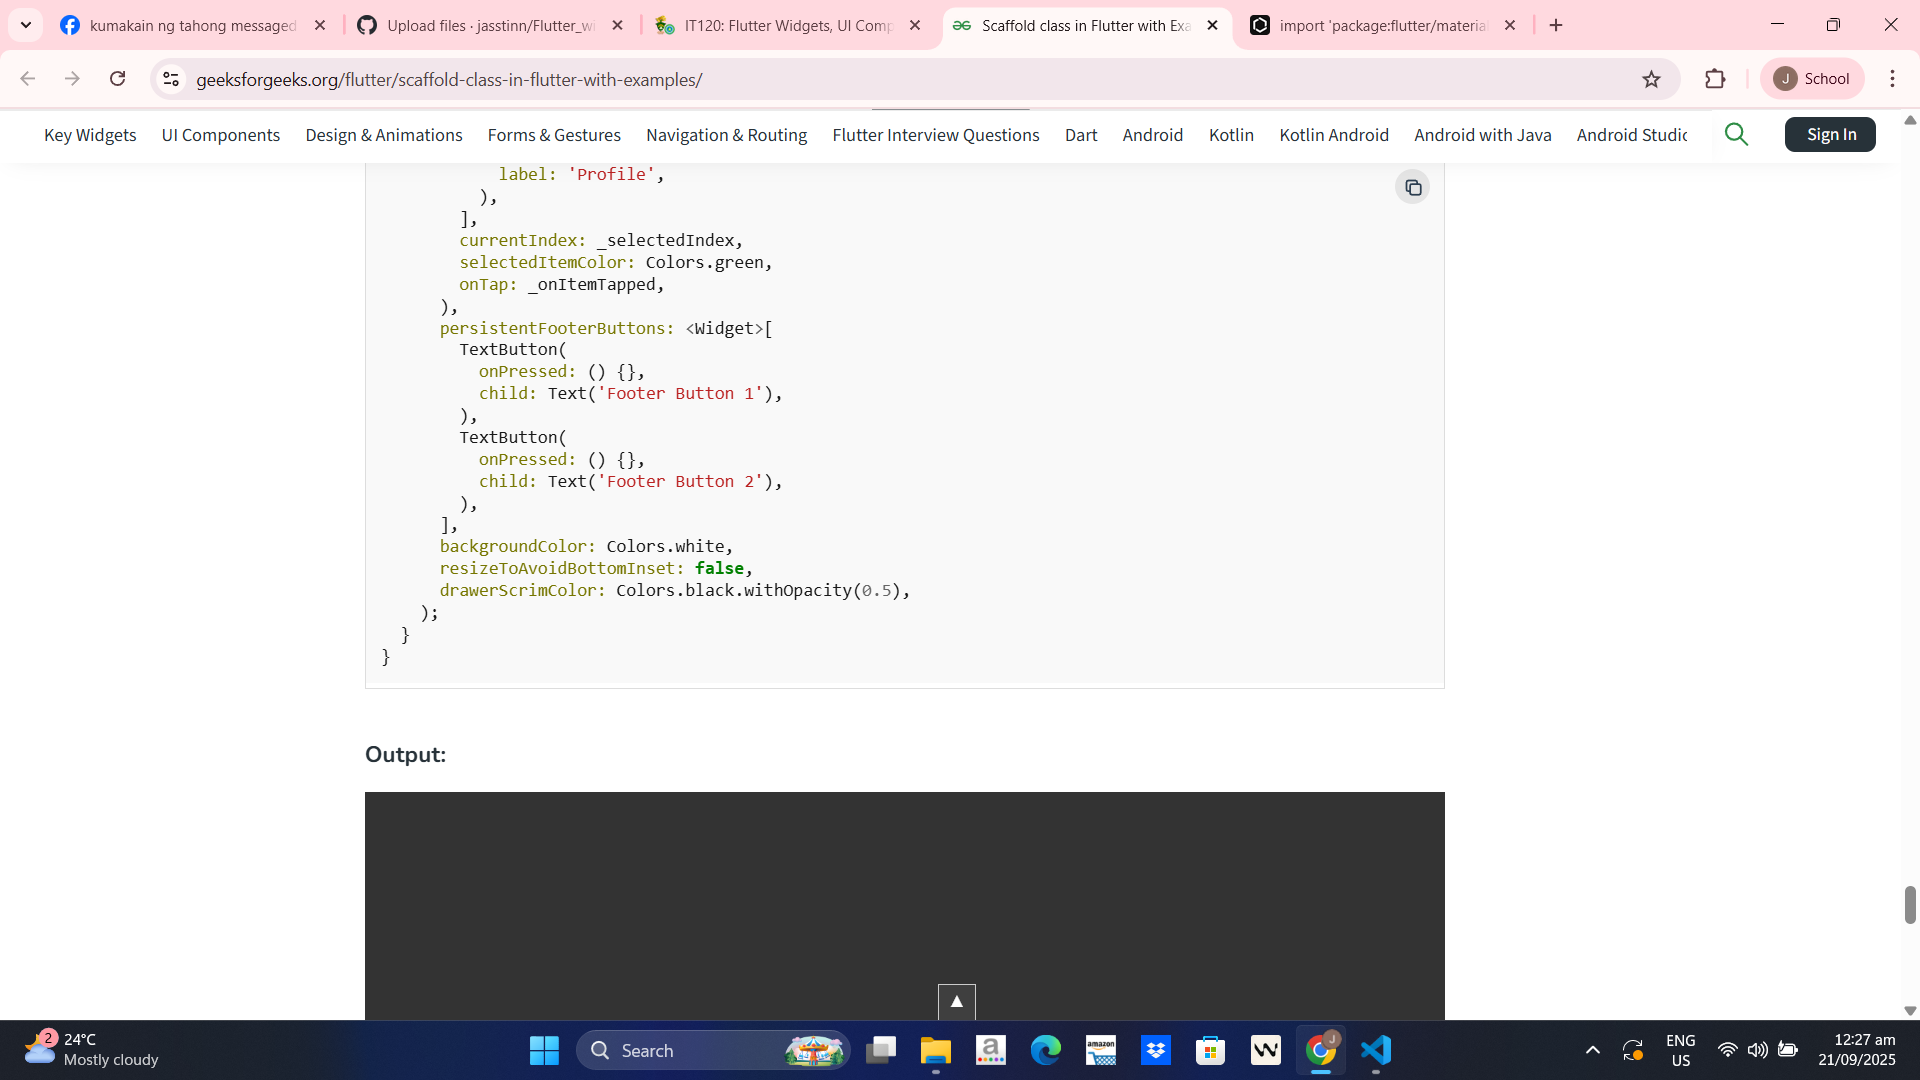 kumakain ng tahong messaged
Upload files · jasstinn/Flutter_wi
IT120: Flutter Widgets, UI Comp
Scaffold class in Flutter with Exa
import 'package:flutter/material
geeksforgeeks.org/flutter/scaffold-class-in-flutter-with-examples/
J School
Key Widgets UI Components Design & Animations Forms & Gestures Navigation & Routing Flutter Interview Questions Dart Android Kotlin Kotlin Android Android with Java Android Studio Sign In
label: 'Profile',
),
],
currentIndex: _selectedIndex,
selectedItemColor: Colors.green,
onTap: _onItemTapped,
),
persistentFooterButtons: <Widget>[
TextButton(
onPressed: () {},
child: Text('Footer Button 1'),
),
TextButton(
onPressed: () {},
child: Text('Footer Button 2'),
),
],
backgroundColor: Colors.white,
resizeToAvoidBottomInset: false,
drawerScrimColor: Colors.black.withOpacity(0.5),
);
}
}
Output:
2
24°C
Mostly cloudy
Search
a
amazon
J
ENG
US
12:27 am
21/09/2025